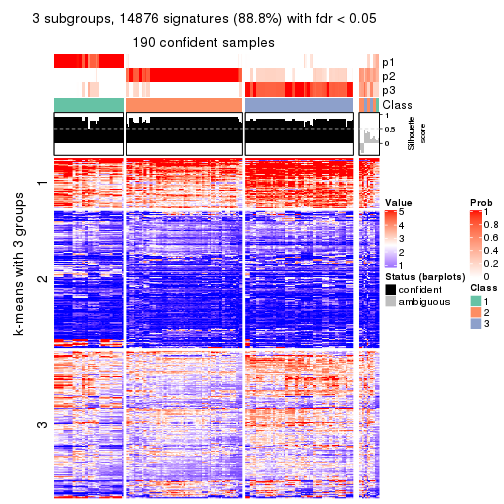 3 subgroups, 14876 signatures (88.8%) with fdr < 0.05
190 confident samples
p1
p2
p3
Class
1
0.5
0
Silhouette
score
k-means with 3 groups
1
2
3
Value
5
4
3
2
1
Status (barplots)
confident
ambiguous
Prob
1
0.8
0.6
0.4
0.2
0
Class
1
2
3